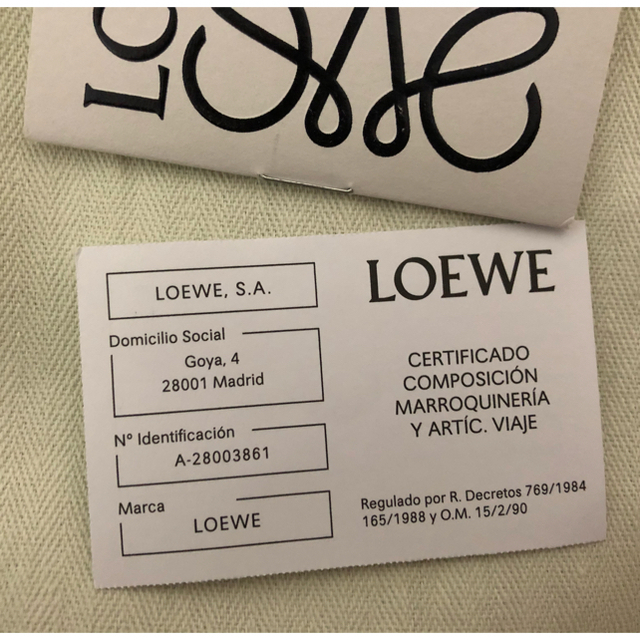 LO
LOEWE, S.A.
Domicilio Social
Goya, 4
28001 Madrid
Nº Identificación
A-28003861
Marca
LOEWE
LOEWE
CERTIFICADO
COMPOSICIÓN
MARROQUINERÍA
Y ARTÍC. VIAJE
Regulado por R. Decretos 769/1984
165/1988 y O.M. 15/2/90